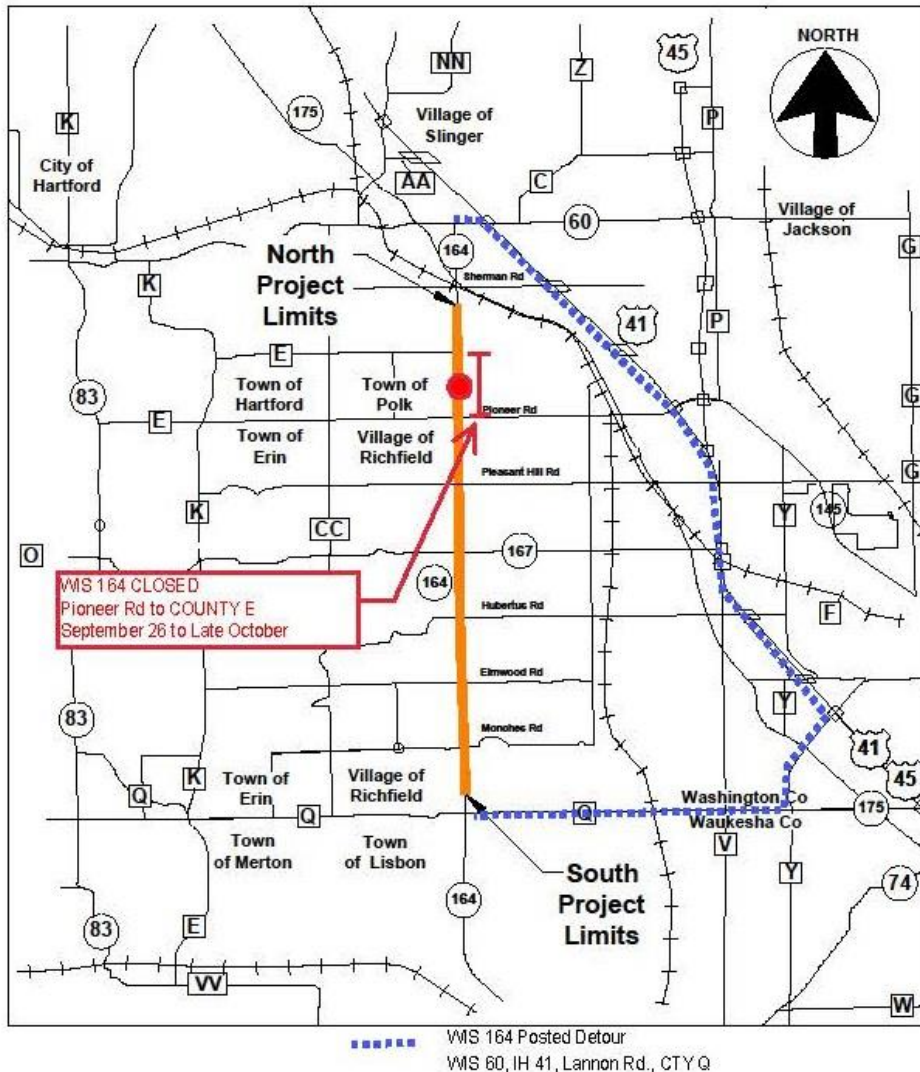 45
NORTH
NN
Z
175
Village of
Slinger
P
K
City of
Hartford
AA
C
Village of
Jackson
60
164
G
North
Project
Limits
Sherman Rd
K
41
P
E
83
Town of
Hartford
Town of
Polk
G
E
Pioneer Rd
Town of
Erin
Village of
Richfield
Pleasant Hill Rd
G
K
CC
Y
145
O
167
WIS 164 CLOSED
Pioneer Rd to COUNTY E
September 26 to Late October
164
Hubertus Rd
F
Elmwood Rd
Y
83
Monches Rd
41
45
K
Q
Town of
Erin
Village of
Richfield
Washington Co
Q
Q
175
Waukesha Co
Town
of Merton
Town
of Lisbon
V
South
Project
Limits
Y
74
164
E
83
VV
W
WIS 164 Posted Detour
WIS 60, IH 41, Lannon Rd., CTY Q